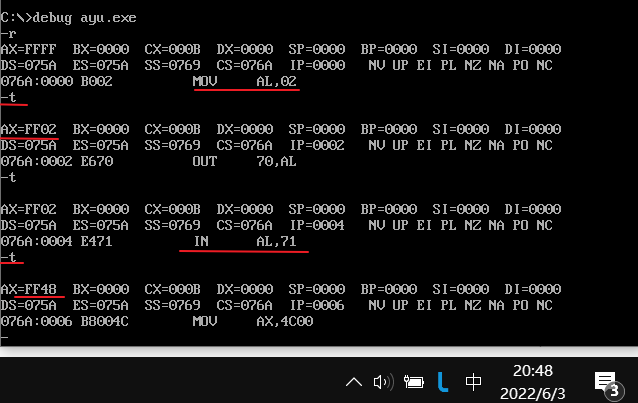 C:\>debug ayu.exe
-r
AX=FFFF BX=0000 CX=000B DX=0000 SP=0000 BP=0000 SI=0000 DI=0000
DS=075A ES=075A SS=0769 CS=076A IP=0000 NV UP EI PL NZ NA PO NC
076A:0000 B002 MOV AL,02
-t
AX=FF02 BX=0000 CX=000B DX=0000 SP=0000 BP=0000 SI=0000 DI=0000
DS=075A ES=075A SS=0769 CS=076A IP=0002 NV UP EI PL NZ NA PO NC
076A:0002 E670 OUT 70,AL
-t
AX=FF02 BX=0000 CX=000B DX=0000 SP=0000 BP=0000 SI=0000 DI=0000
DS=075A ES=075A SS=0769 CS=076A IP=0004 NV UP EI PL NZ NA PO NC
076A:0004 E471 IN AL,71
-t
AX=FF48 BX=0000 CX=000B DX=0000 SP=0000 BP=0000 SI=0000 DI=0000
DS=075A ES=075A SS=0769 CS=076A IP=0006 NV UP EI PL NZ NA PO NC
076A:0006 B8004C MOV AX,4C00
-
中
20:48
2022/6/3
3